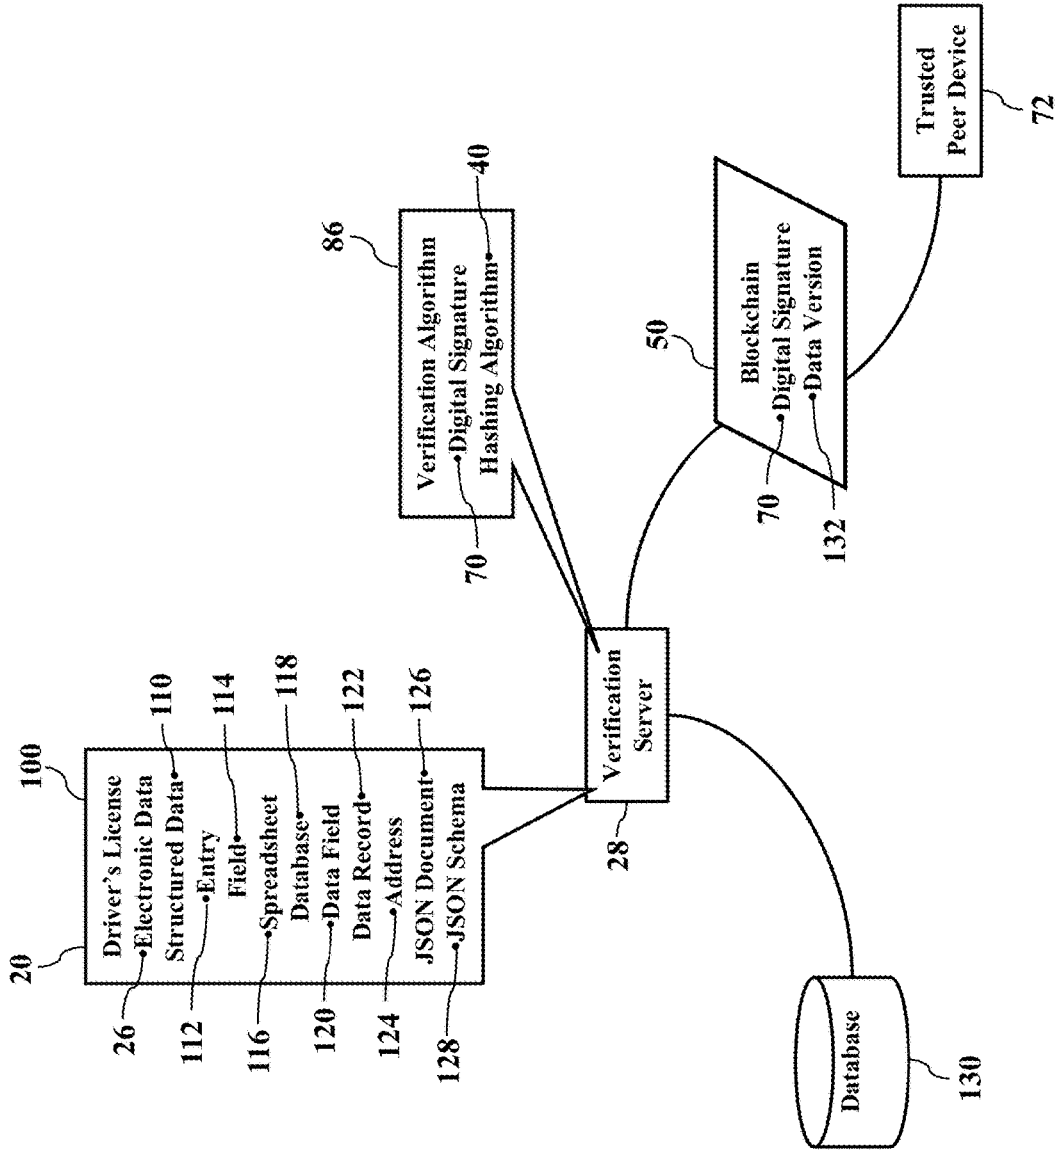 20
100
Driver's License
26
•Electronic Data
Structured Data•
110
112
•Entry
Field•
114
116
•Spreadsheet
Database•
118
120
•Data Field
Data Record•
122
124
•Address
JSON Document•
126
128
•JSON Schema
86
Verification Algorithm
70
•Digital Signature
Hashing Algorithm•
40
Verification
Server
28
Database
130
50
Blockchain
70
•Digital Signature
132
•Data Version
Trusted
Peer Device
72